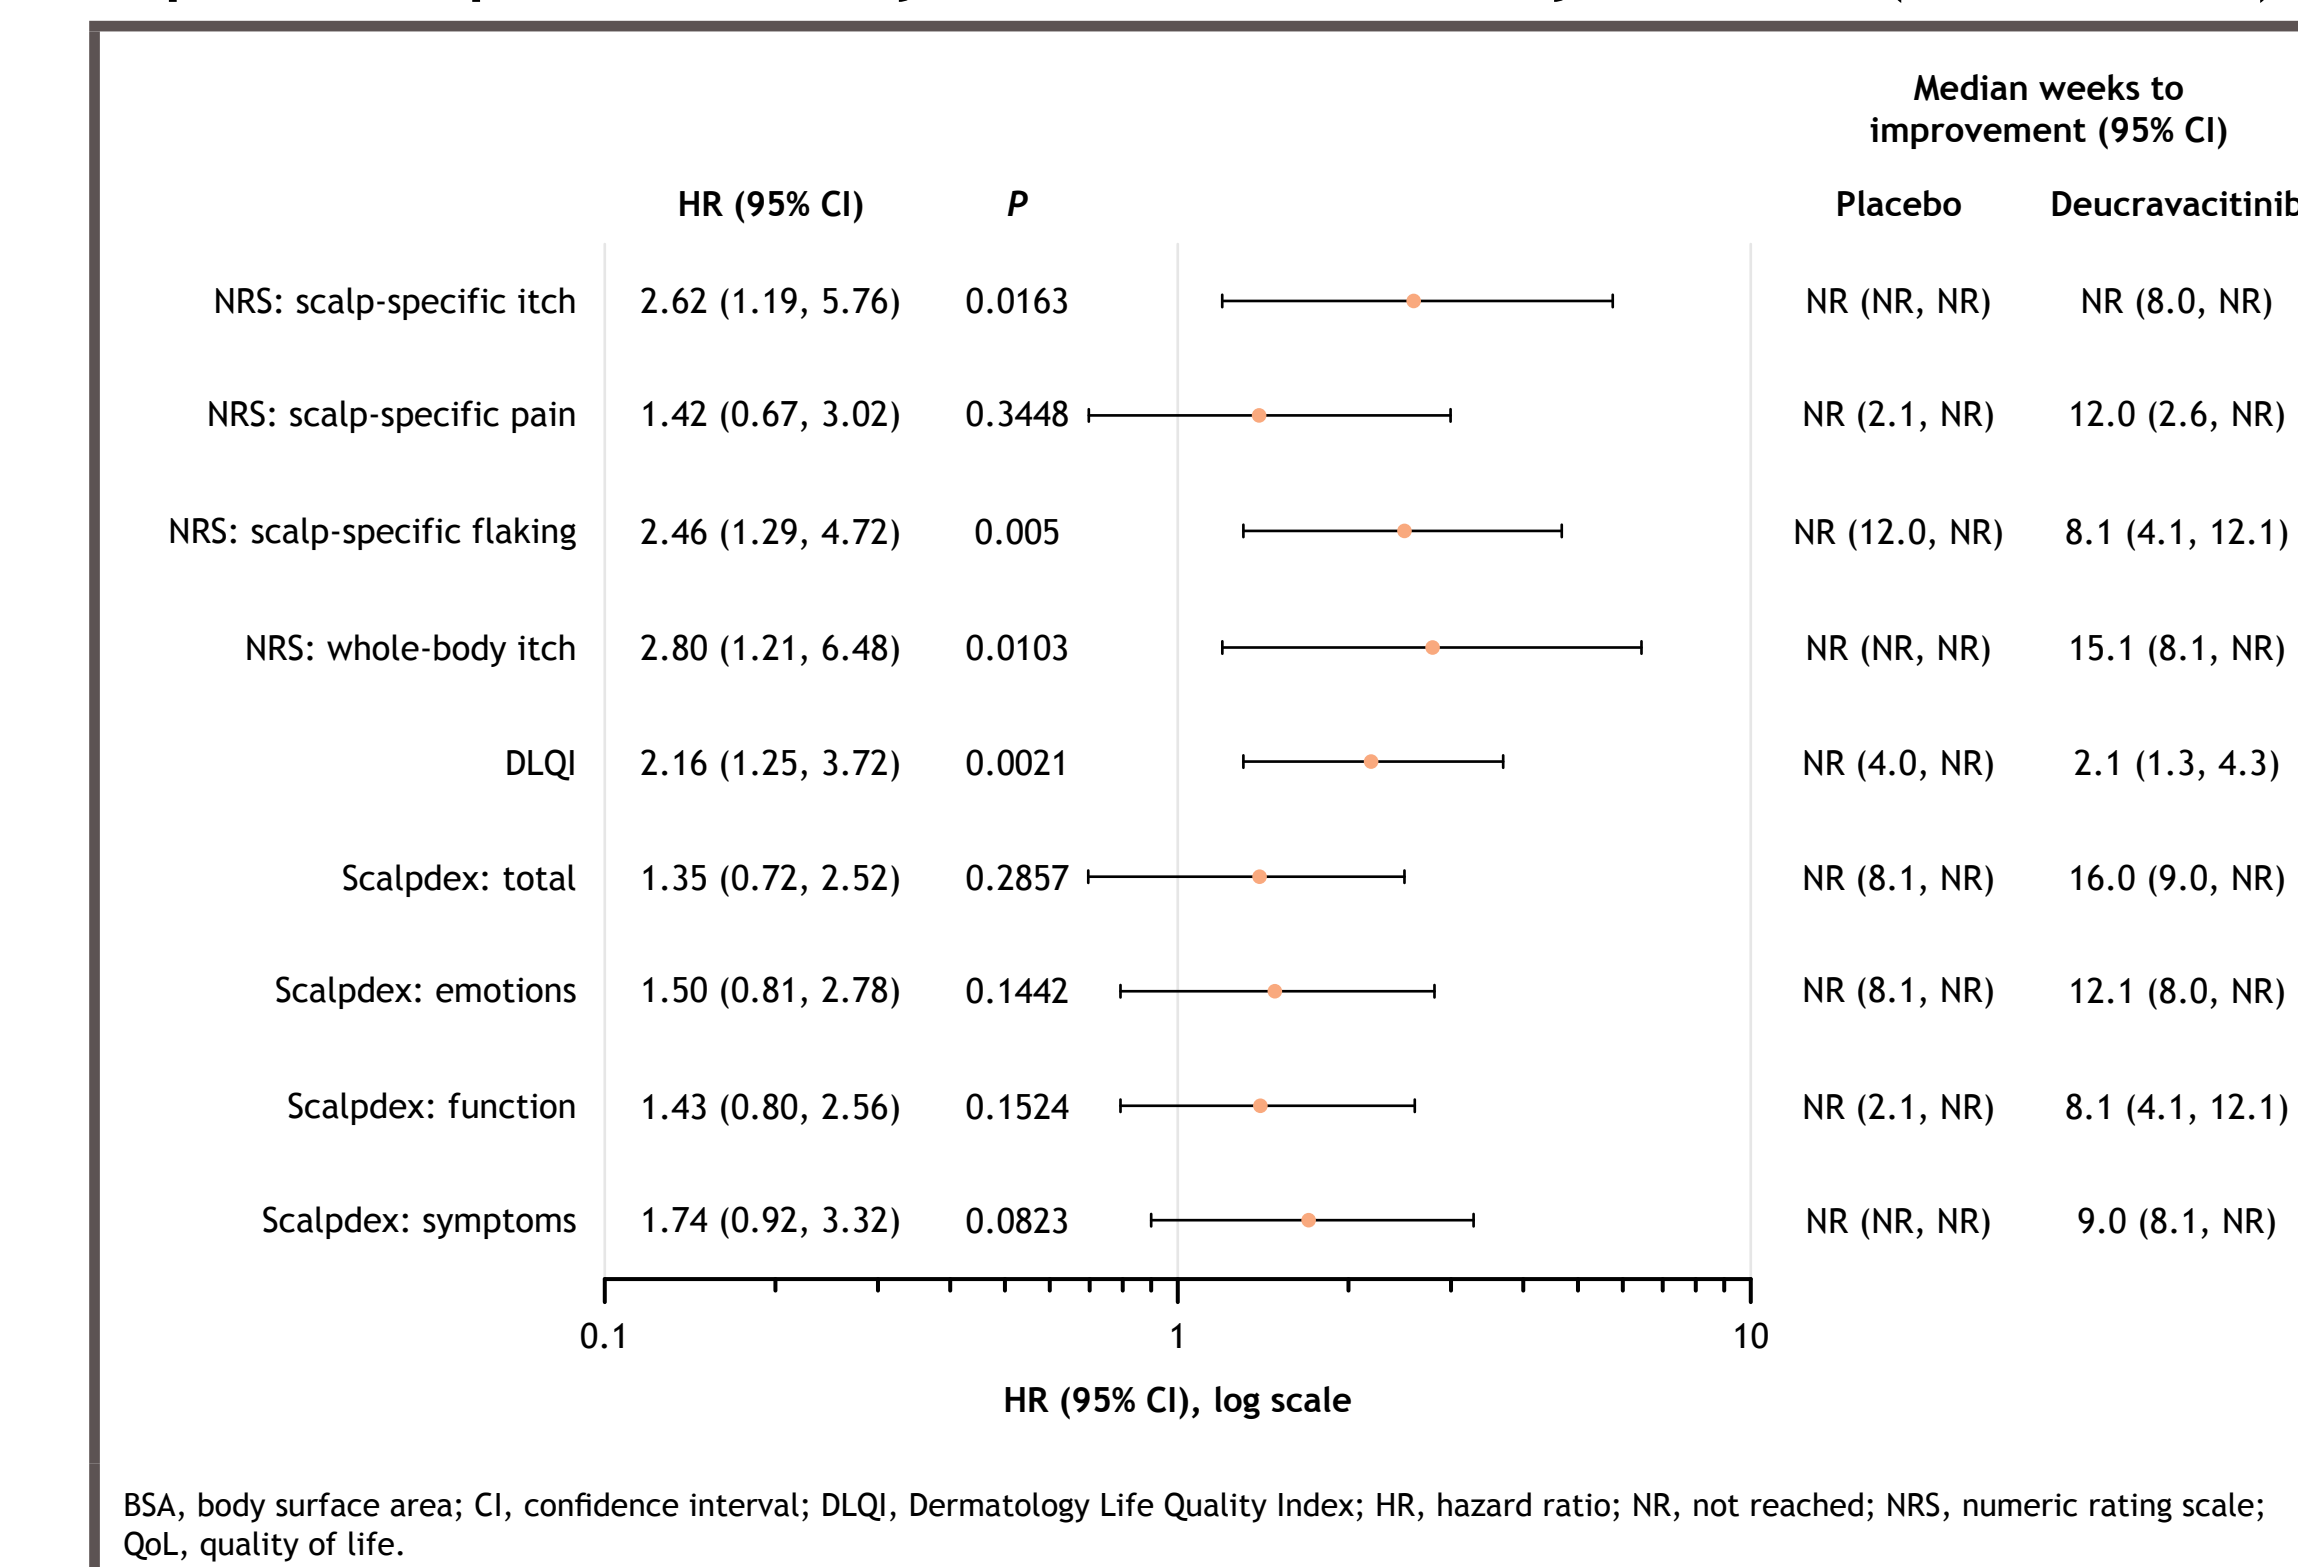 Median weeks to
improvement (95% CI)
HR (95% CI) P Placebo Deucravacitinib
NRS: scalp-specific itch 2.62 (1.19, 5.76) 0.0163 NR (NR, NR) NR (8.0, NR)
NRS: scalp-specific pain 1.42 (0.67, 3.02) 0.3448 NR (2.1, NR) 12.0 (2.6, NR)
NRS: scalp-specific flaking 2.46 (1.29, 4.72) 0.005 NR (12.0, NR) 8.1 (4.1, 12.1)
NRS: whole-body itch 2.80 (1.21, 6.48) 0.0103 NR (NR, NR) 15.1 (8.1, NR)
DLQI 2.16 (1.25, 3.72) 0.0021 NR (4.0, NR) 2.1 (1.3, 4.3)
Scalpdex: total 1.35 (0.72, 2.52) 0.2857 NR (8.1, NR) 16.0 (9.0, NR)
Scalpdex: emotions 1.50 (0.81, 2.78) 0.1442 NR (8.1, NR) 12.1 (8.0, NR)
Scalpdex: function 1.43 (0.80, 2.56) 0.1524 NR (2.1, NR) 8.1 (4.1, 12.1)
Scalpdex: symptoms 1.74 (0.92, 3.32) 0.0823 NR (NR, NR) 9.0 (8.1, NR)
0.1 1 10
HR (95% CI), log scale
BSA, body surface area; CI, confidence interval; DLQI, Dermatology Life Quality Index; HR, hazard ratio; NR, not reached; NRS, numeric rating scale;
QoL, quality of life.